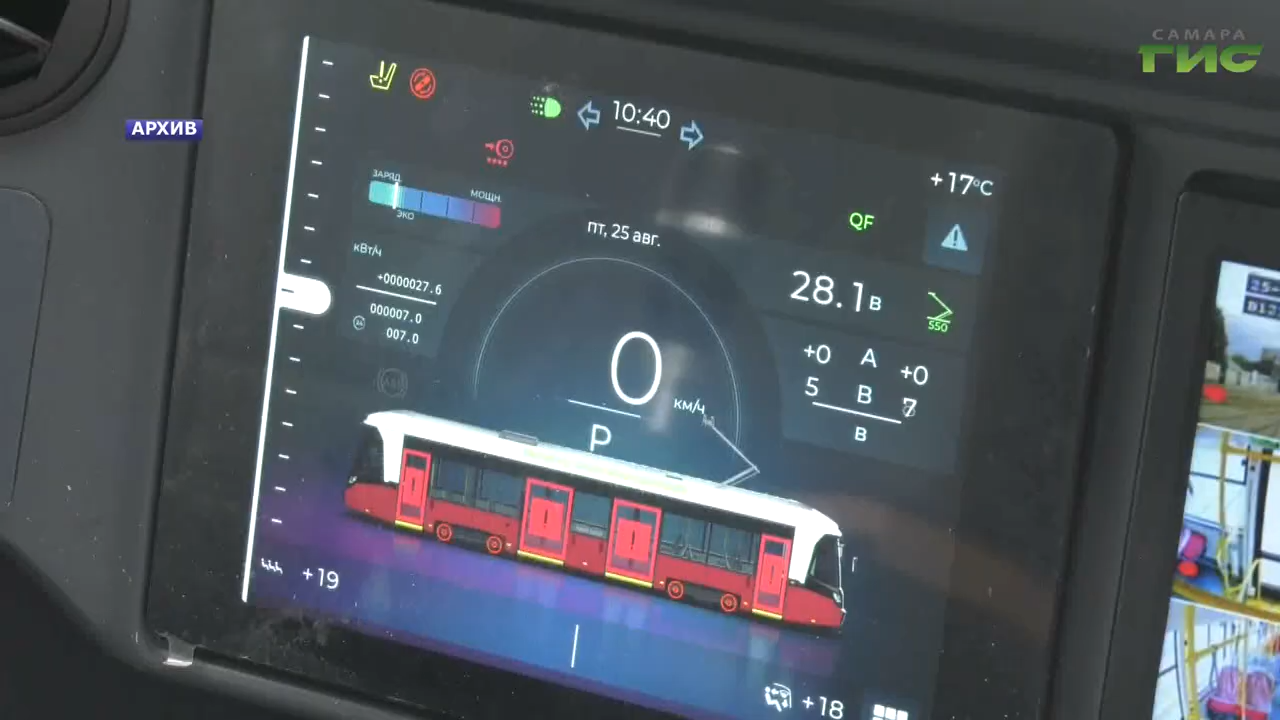 САМАРА
ГИС
АРХИВ
10:40
+17°C
ЗАРЯД
МОЩН.
ЭКО
QF
пт, 25 авг.
кВт/ч
+0000027.6
000007.0
007.0
28.1 В
550
+0 А +0
5 В 7
В
0
км/ч
P
+19
+18